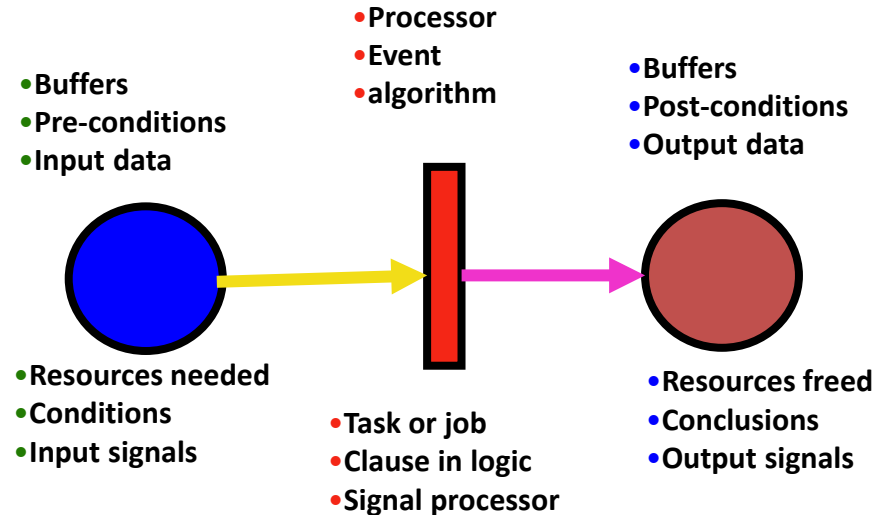 •Processor
•Event
•algorithm
•Buffers
•Pre-conditions
•Input data
•Buffers
•Post-conditions
•Output data
•Resources needed
•Conditions
•Input signals
•Task or job
•Clause in logic
•Signal processor
•Resources freed
•Conclusions
•Output signals